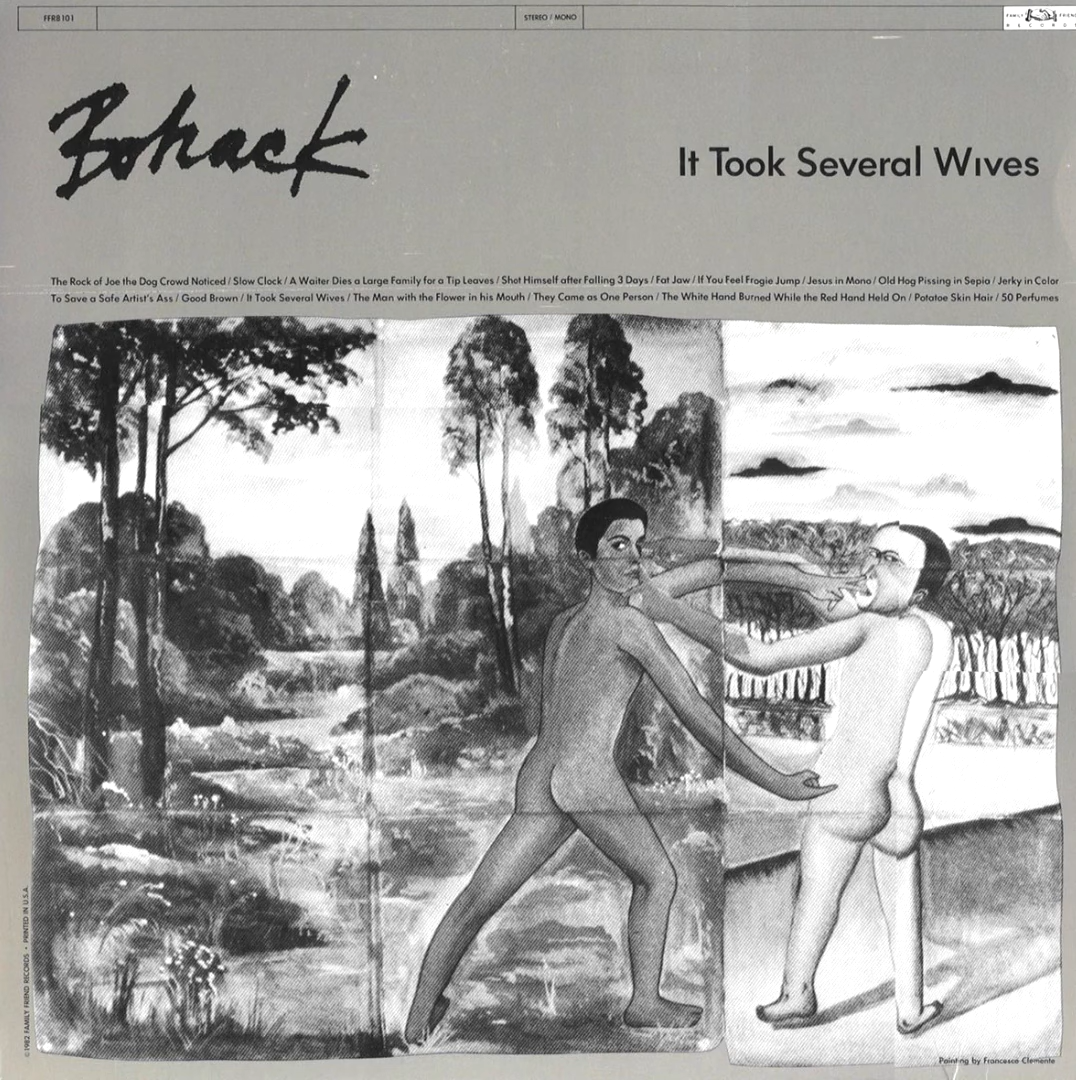 FFRB101
STEREO / MONO
FAMILY FRIEND
RECORDS
Bohack
It Took Several Wives
The Rock of Joe the Dog Crowd Noticed / Slow Clock / A Waiter Dies a Large Family for a Tip Leaves / Shot Himself after Falling 3 Days / Fat Jaw / If You Feel Frogie Jump / Jesus in Mono / Old Hog Pissing in Sepia / Jerky in Color
To Save a Safe Artist's Ass / Good Brown / It Took Several Wives / The Man with the Flower in his Mouth / They Came as One Person / The White Hand Burned While the Red Hand Held On / Potatoe Skin Hair / 50 Perfumes
©1982 FAMILY FRIEND RECORDS • PRINTED IN U.S.A.
Painting by Francesco Clemente